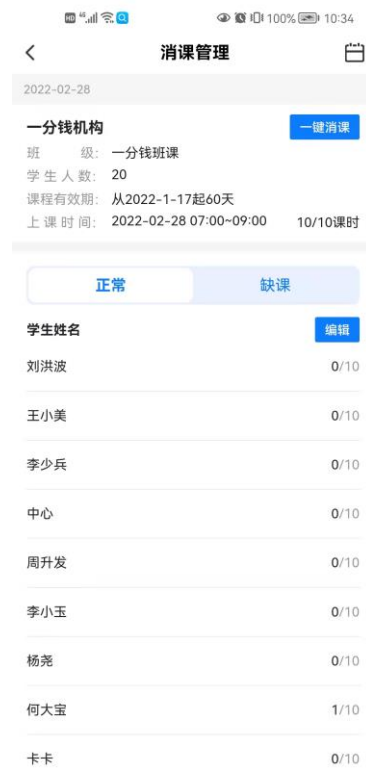 HD 4G 100% 10:34
消课管理
2022-02-28
一分钱机构 一键消课
班 级: 一分钱班课
学生人数: 20
课程有效期: 从2022-1-17起60天
上课时间: 2022-02-28 07:00~09:00 10/10课时
正常 缺课
学生姓名 编辑
刘洪波 0/10
王小美 0/10
李少兵 0/10
中心 0/10
周升发 0/10
李小玉 0/10
杨尧 0/10
何大宝 1/10
卡卡 0/10